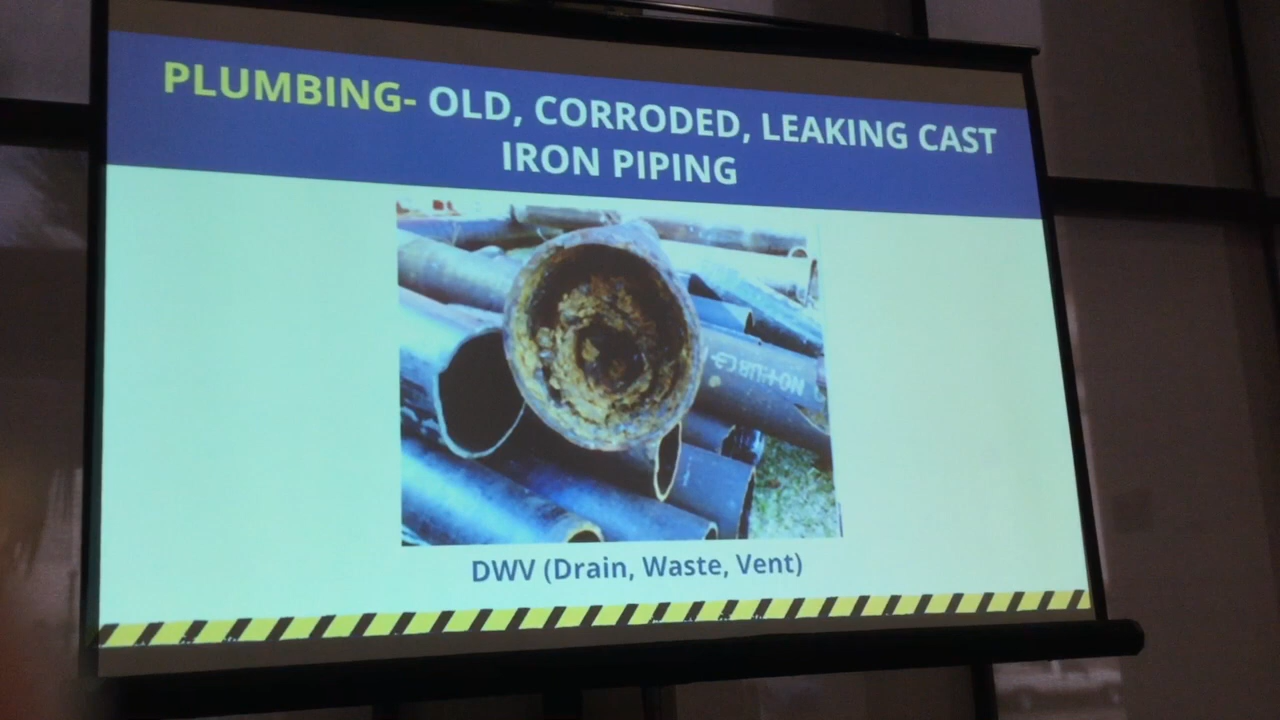 PLUMBING- OLD, CORRODED, LEAKING CAST
IRON PIPING
DWV (Drain, Waste, Vent)